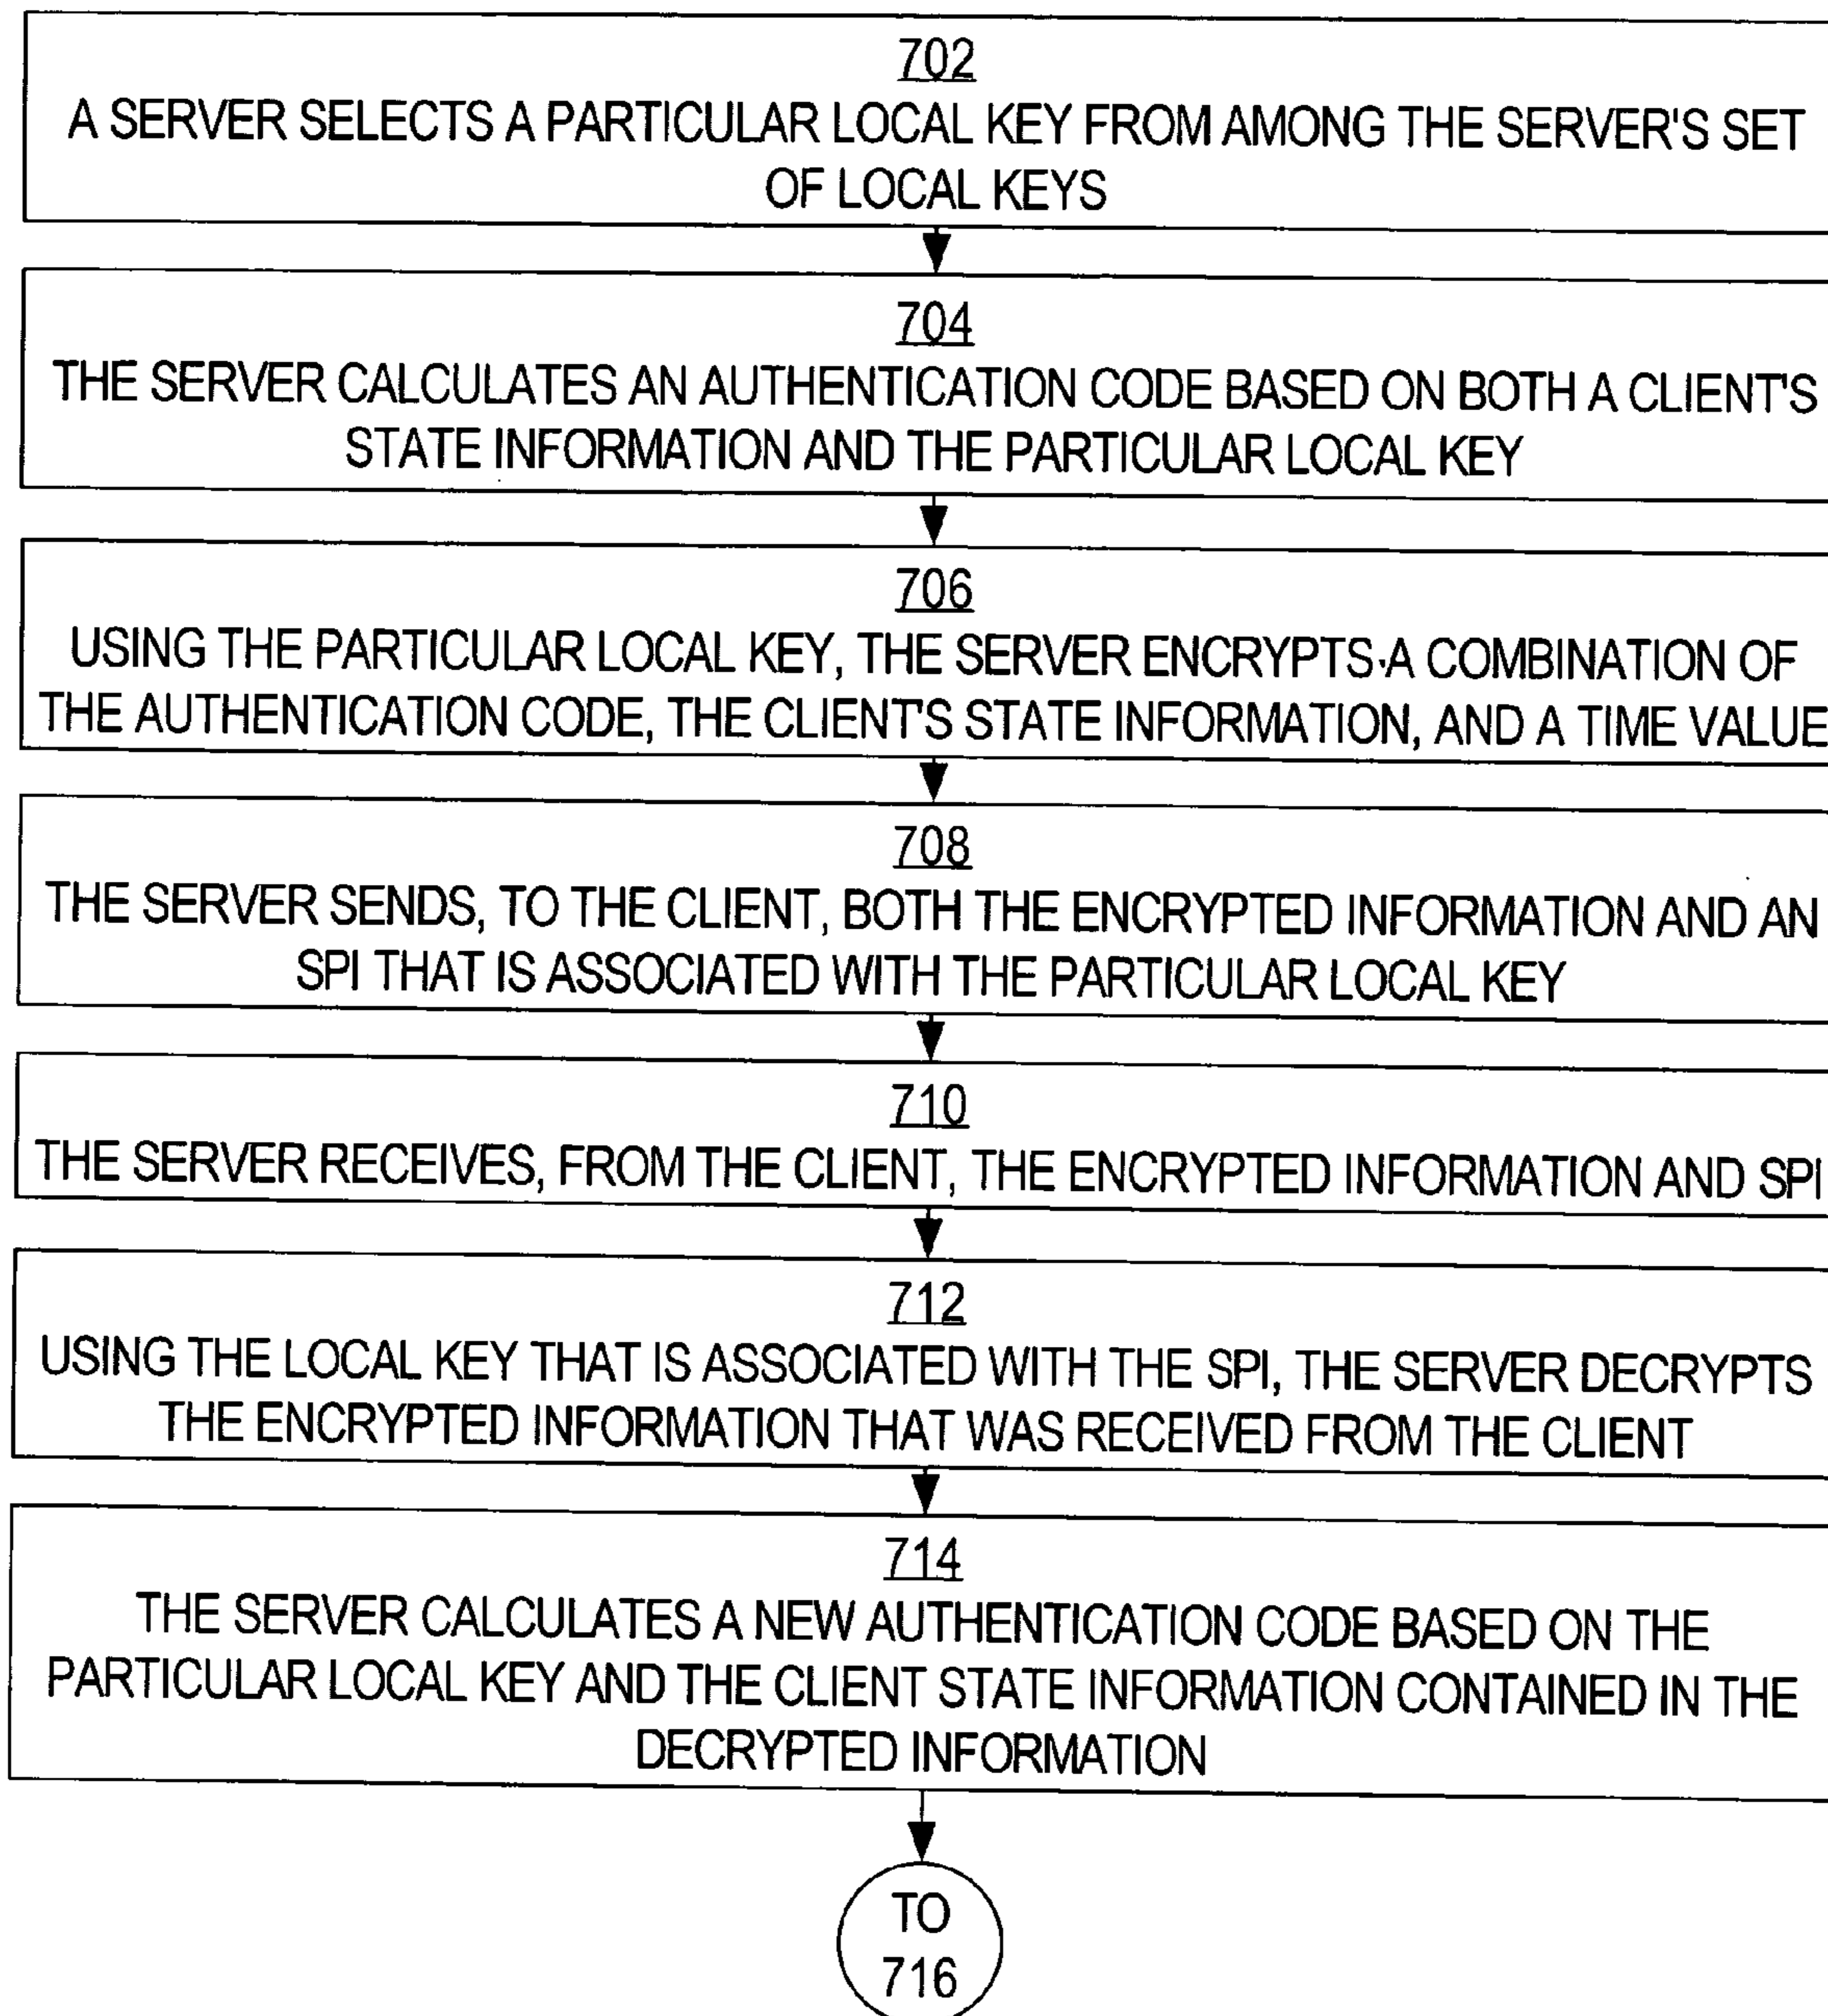 702
A SERVER SELECTS A PARTICULAR LOCAL KEY FROM AMONG THE SERVER'S SET
OF LOCAL KEYS
704
THE SERVER CALCULATES AN AUTHENTICATION CODE BASED ON BOTH A CLIENT'S
STATE INFORMATION AND THE PARTICULAR LOCAL KEY
706
USING THE PARTICULAR LOCAL KEY, THE SERVER ENCRYPTS A COMBINATION OF
THE AUTHENTICATION CODE, THE CLIENT'S STATE INFORMATION, AND A TIME VALUE
708
THE SERVER SENDS, TO THE CLIENT, BOTH THE ENCRYPTED INFORMATION AND AN
SPI THAT IS ASSOCIATED WITH THE PARTICULAR LOCAL KEY
710
THE SERVER RECEIVES, FROM THE CLIENT, THE ENCRYPTED INFORMATION AND SPI
712
USING THE LOCAL KEY THAT IS ASSOCIATED WITH THE SPI, THE SERVER DECRYPTS
THE ENCRYPTED INFORMATION THAT WAS RECEIVED FROM THE CLIENT
714
THE SERVER CALCULATES A NEW AUTHENTICATION CODE BASED ON THE
PARTICULAR LOCAL KEY AND THE CLIENT STATE INFORMATION CONTAINED IN THE
DECRYPTED INFORMATION
TO
716